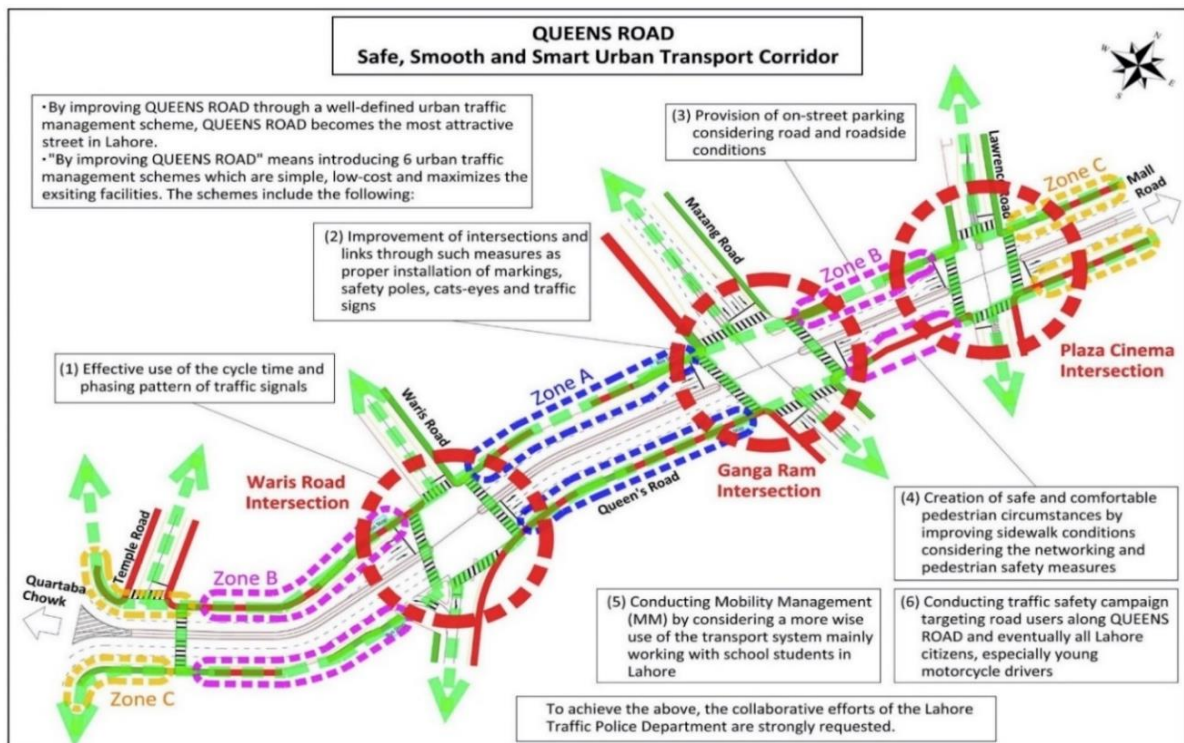 QUEENS ROAD
Safe, Smooth and Smart Urban Transport Corridor
N
W
E
S
・By improving QUEENS ROAD through a well-defined urban traffic
management scheme, QUEENS ROAD becomes the most attractive
street in Lahore.
・"By improving QUEENS ROAD" means introducing 6 urban traffic
management schemes which are simple, low-cost and maximizes the
exsiting facilities. The schemes include the following:
(3) Provision of on-street parking
considering road and roadside
conditions
(2) Improvement of intersections and
links through such measures as
proper installation of markings,
safety poles, cats-eyes and traffic
signs
(1) Effective use of the cycle time and
phasing pattern of traffic signals
Lawrence Road
Zone C
Mall
Road
Mazang Road
Zone B
Plaza Cinema
Intersection
Zone A
Waris Road
Ganga Ram
Intersection
Waris Road
Intersection
Queen's Road
Temple Road
Zone B
Quartaba
Chowk
Zone C
(4) Creation of safe and comfortable
pedestrian circumstances by
improving sidewalk conditions
considering the networking and
pedestrian safety measures
(5) Conducting Mobility Management
(MM) by considering a more wise
use of the transport system mainly
working with school students in
Lahore
(6) Conducting traffic safety campaign
targeting road users along QUEENS
ROAD and eventually all Lahore
citizens, especially young
motorcycle drivers
To achieve the above, the collaborative efforts of the Lahore
Traffic Police Department are strongly requested.